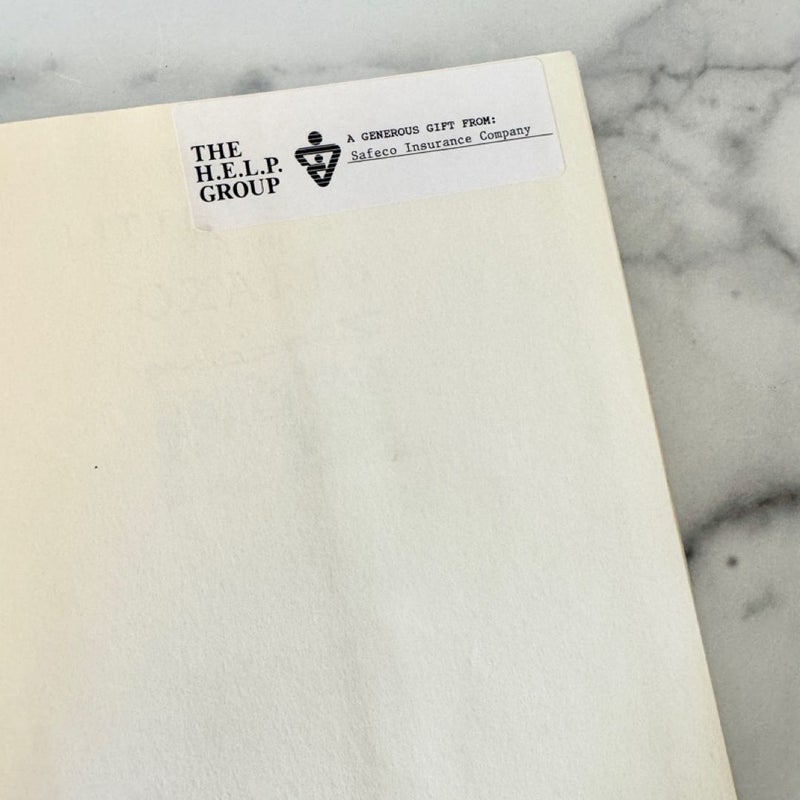 THE
H.E.L.P.
GROUP
A GENEROUS GIFT FROM:
Safeco Insurance Company